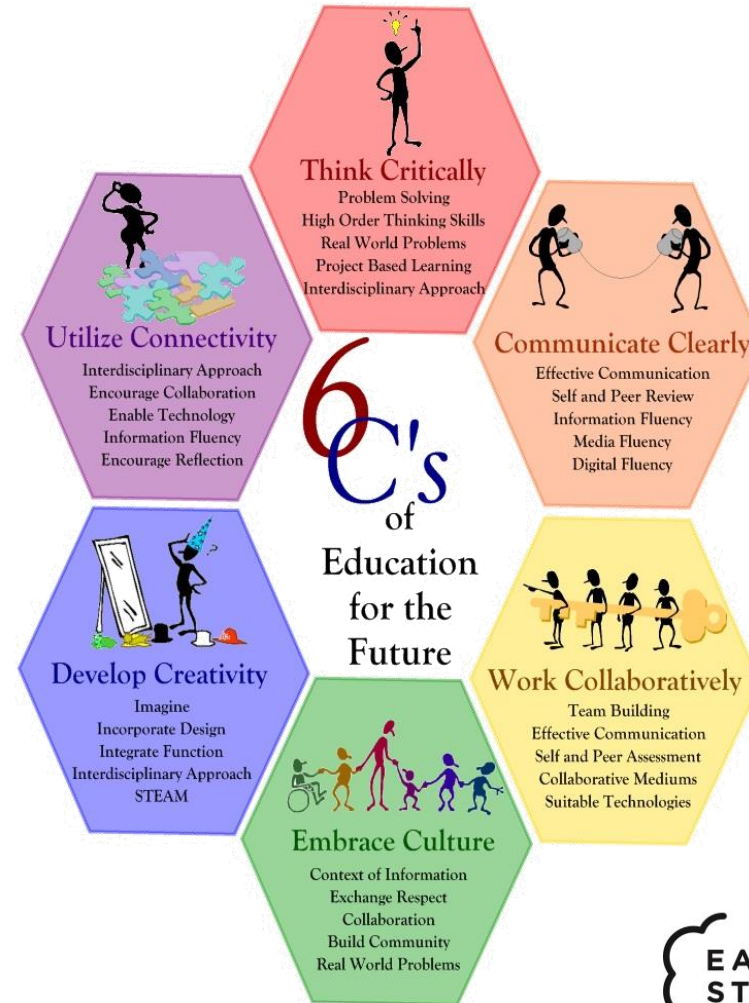 Think Critically
Problem Solving
High Order Thinking Skills
Real World Problems
Project Based Learning
Interdisciplinary Approach
Communicate Clearly
Effective Communication
Self and Peer Review
Information Fluency
Media Fluency
Digital Fluency
Work Collaboratively
Team Building
Effective Communication
Self and Peer Assessment
Collaborative Mediums
Suitable Technologies
Embrace Culture
Context of Information
Exchange Respect
Collaboration
Build Community
Real World Problems
Develop Creativity
Imagine
Incorporate Design
Integrate Function
Interdisciplinary Approach
STEAM
Utilize Connectivity
Interdisciplinary Approach
Encourage Collaboration
Enable Technology
Information Fluency
Encourage Reflection
6
C's
of
Education
for the
Future
?